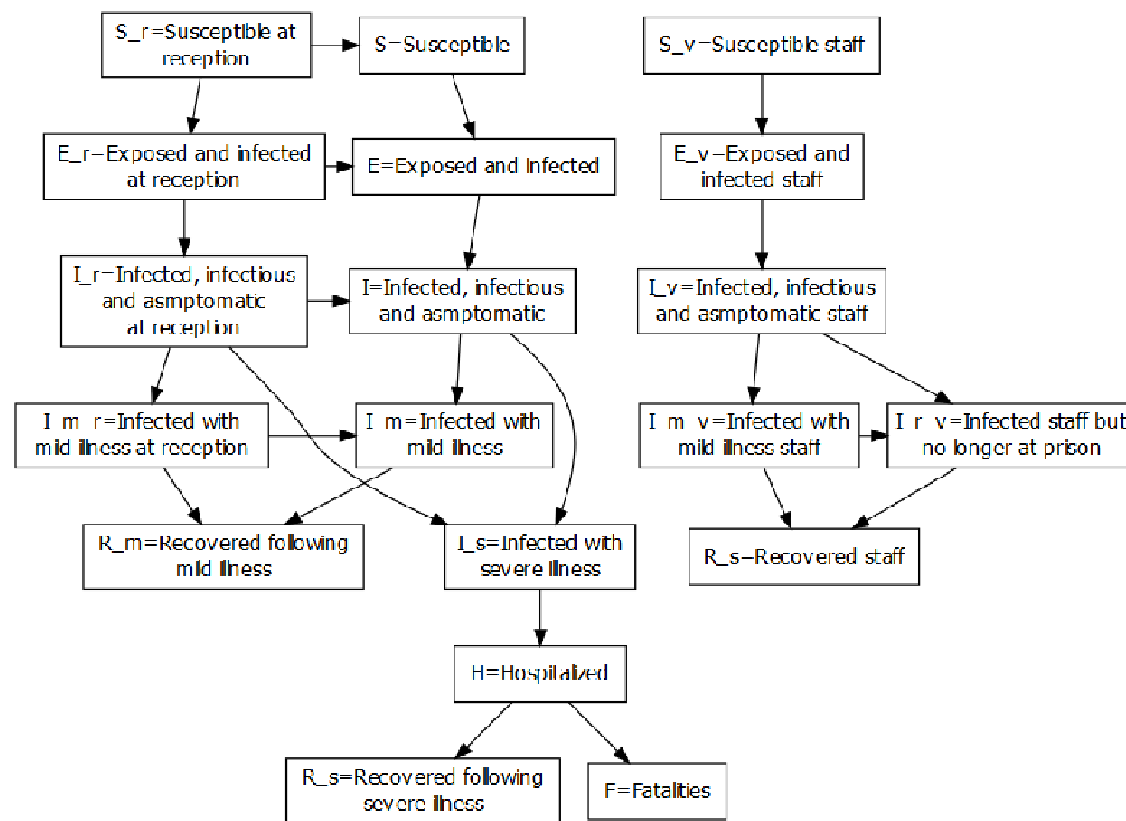 S_r=Susceptible at
reception
S=Susceptible
S_v=Susceptible staff
E_r=Exposed and infected
at reception
E=Exposed and Infected
E_v=Exposed and
infected staff
I_r=Infected, infectious
and asmptomatic
at reception
I=Infected, infectious
and asmptomatic
I_v=Infected, infectious
and asmptomatic staff
I_m_r=Infected with
mild illness at reception
I_m=Infected with
mild illness
I_m_v=Infected with
mild illness staff
I_r_v=Infected staff but
no longer at prison
R_m=Recovered following
mild illness
I_s=Infected with
severe illness
R_s=Recovered staff
H=Hospitalized
R_s=Recovered following
severe illness
F=Fatalities